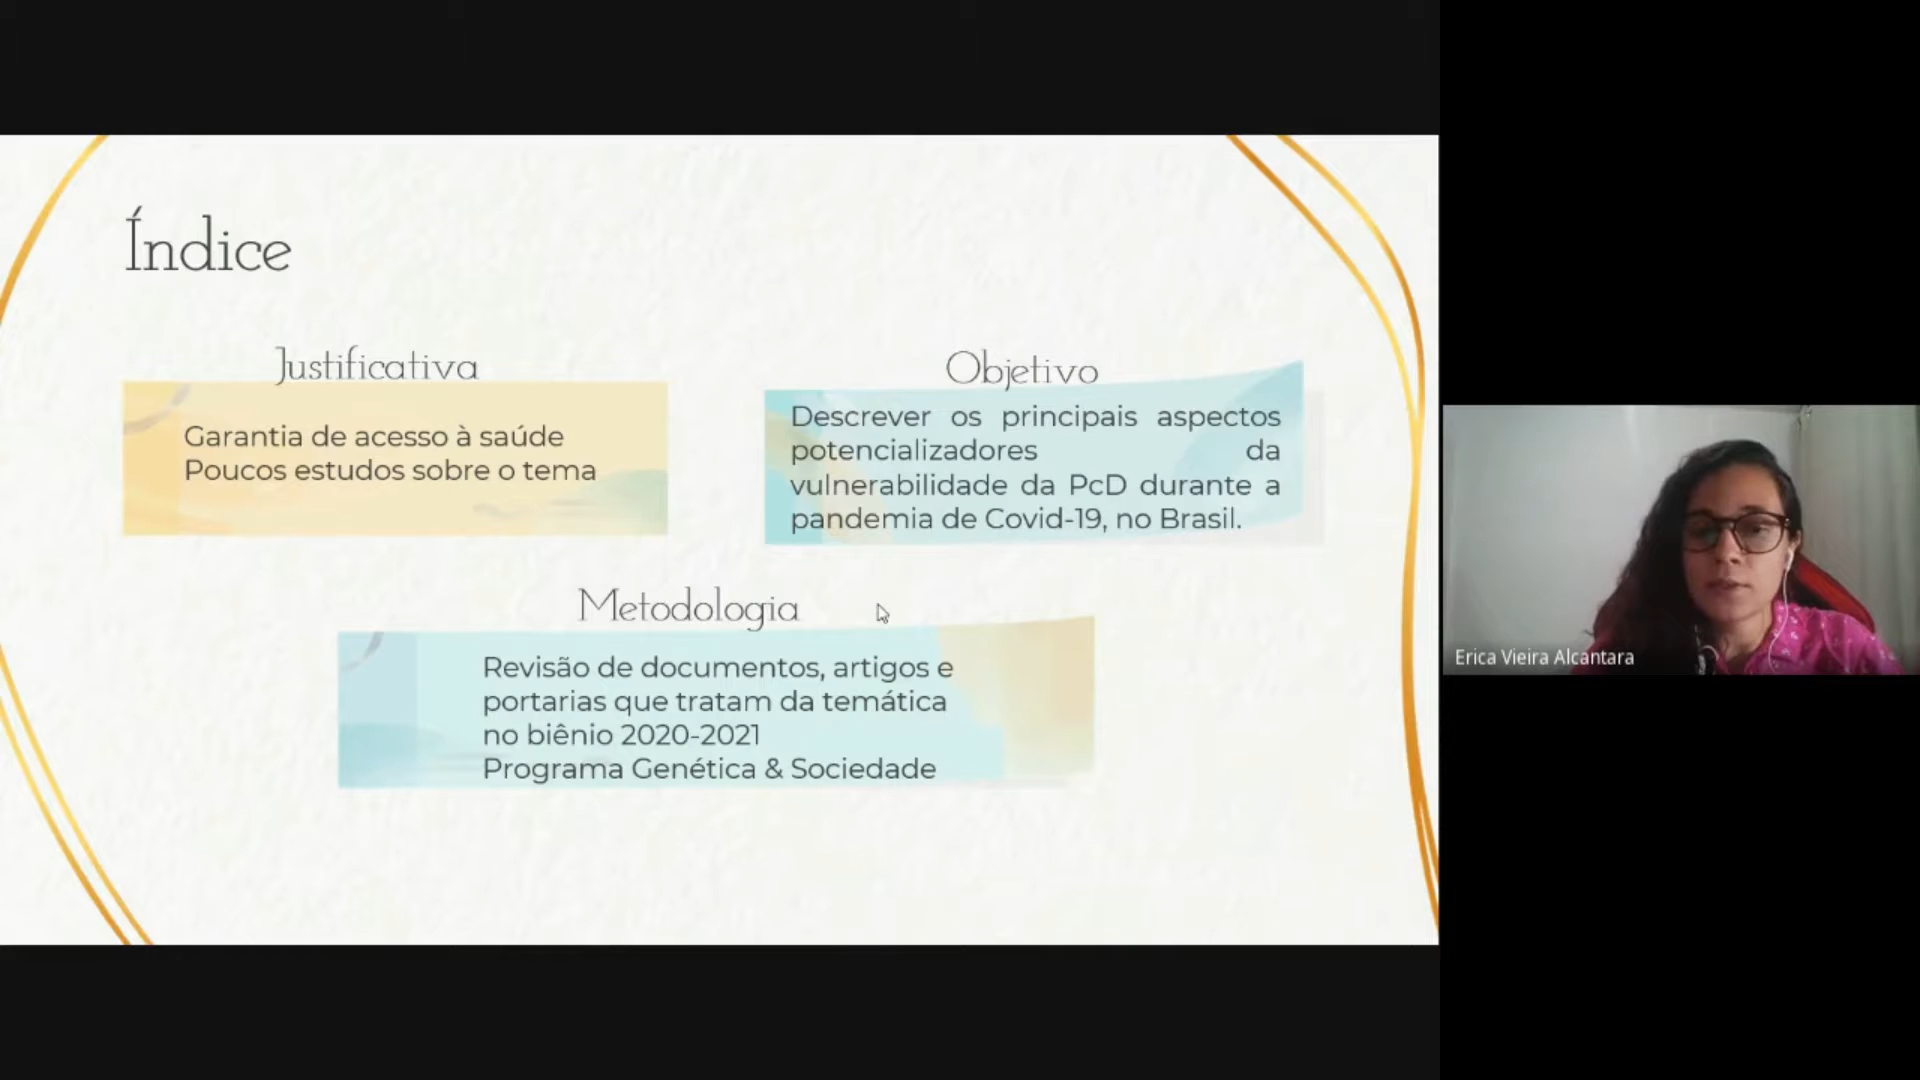 Índice
Justificativa
Garantia de acesso à saúde
Poucos estudos sobre o tema
Objetivo
Descrever os principais aspectos
potencializadores da
vulnerabilidade da PcD durante a
pandemia de Covid-19, no Brasil.
Metodologia
Revisão de documentos, artigos e
portarias que tratam da temática
no biênio 2020-2021
Programa Genética & Sociedade
Erica Vieira Alcantara